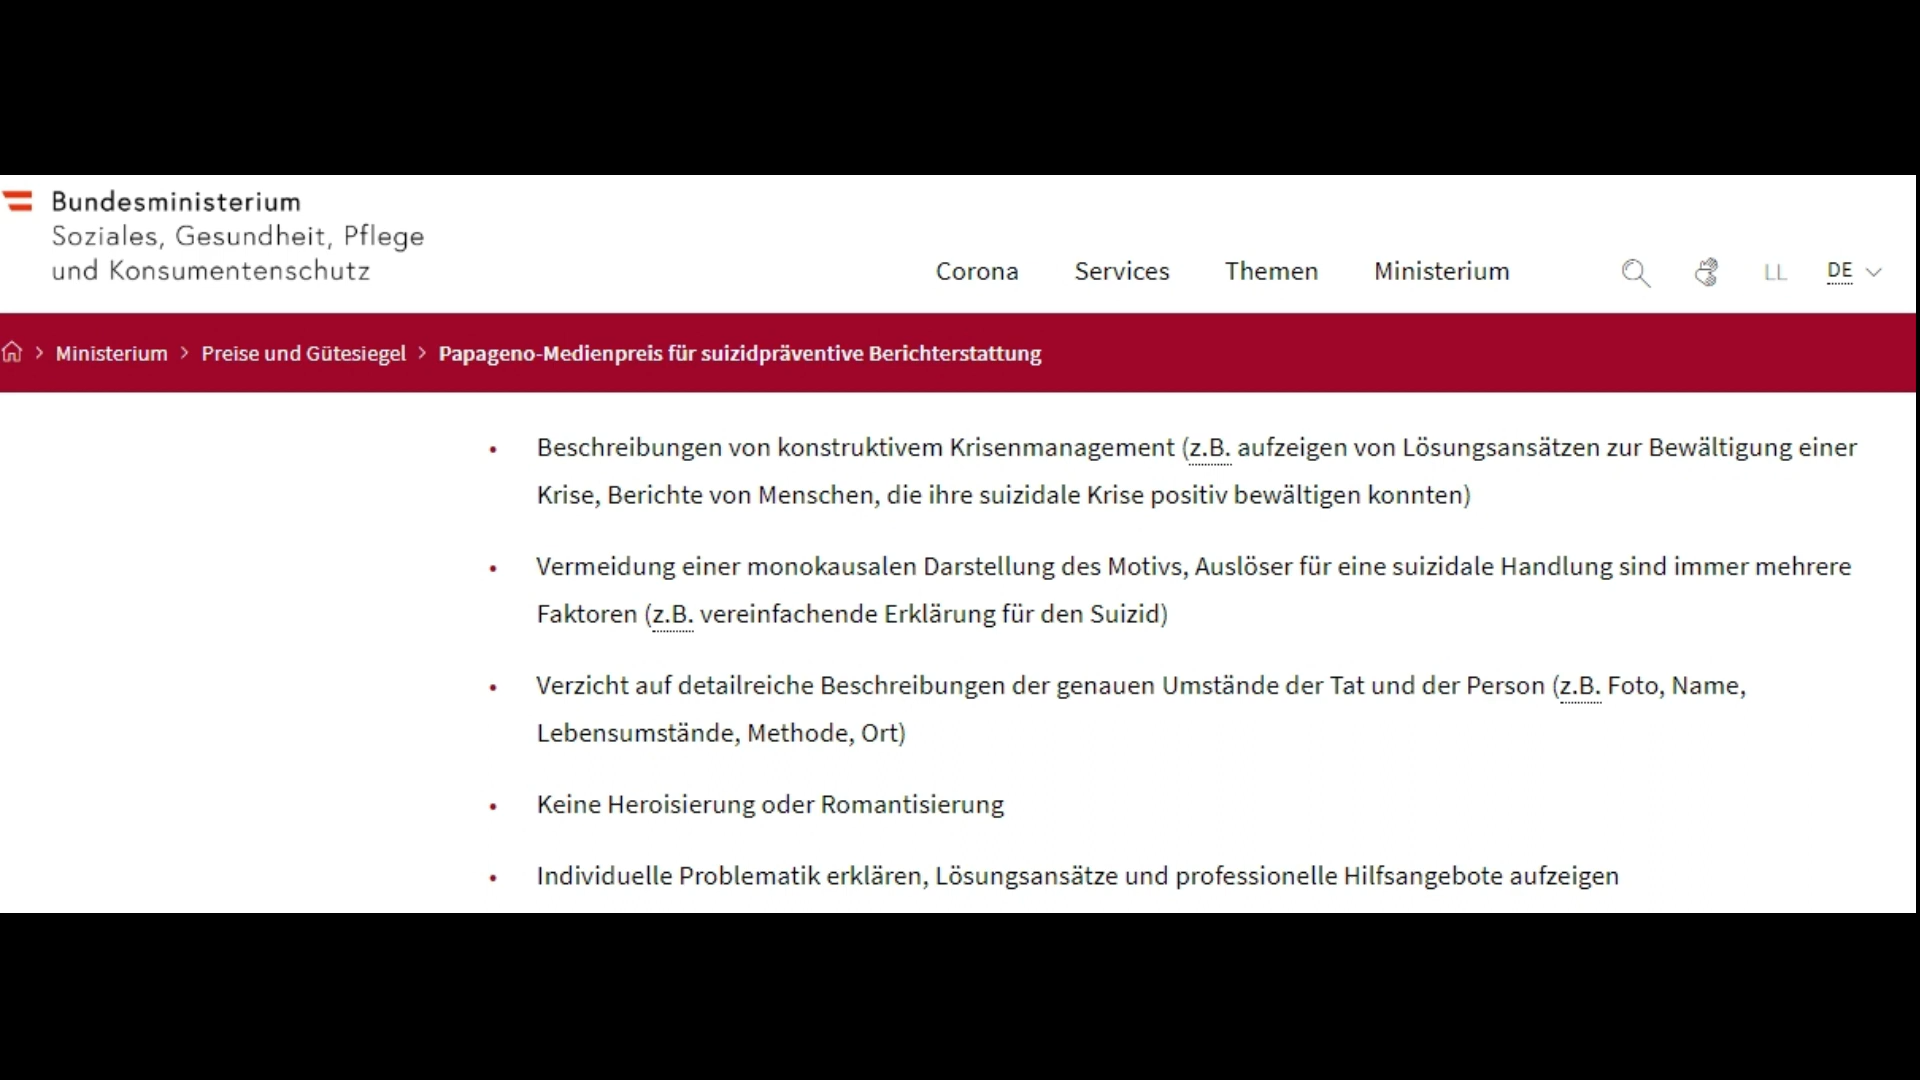 Bundesministerium
Soziales, Gesundheit, Pflege
und Konsumentenschutz
Corona Services Themen Ministerium LL DE
Ministerium > Preise und Gütesiegel > Papageno-Medienpreis für suizidpräventive Berichterstattung
• Beschreibungen von konstruktivem Krisenmanagement (z.B. aufzeigen von Lösungsansätzen zur Bewältigung einer
Krise, Berichte von Menschen, die ihre suizidale Krise positiv bewältigen konnten)
• Vermeidung einer monokausalen Darstellung des Motivs, Auslöser für eine suizidale Handlung sind immer mehrere
Faktoren (z.B. vereinfachende Erklärung für den Suizid)
• Verzicht auf detailreiche Beschreibungen der genauen Umstände der Tat und der Person (z.B. Foto, Name,
Lebensumstände, Methode, Ort)
• Keine Heroisierung oder Romantisierung
• Individuelle Problematik erklären, Lösungsansätze und professionelle Hilfsangebote aufzeigen